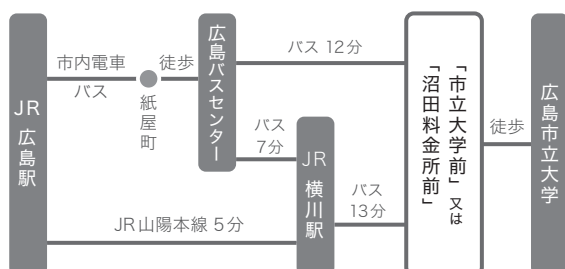 JR 広島駅
市内電車
バス
紙屋町
徒歩
広島バスセンター
バス 12分
バス
7分
JR 横川駅
JR山陽本線 5分
バス
13分
「市立大学前」又は
「沼田料金所前」
徒歩
広島市立大学